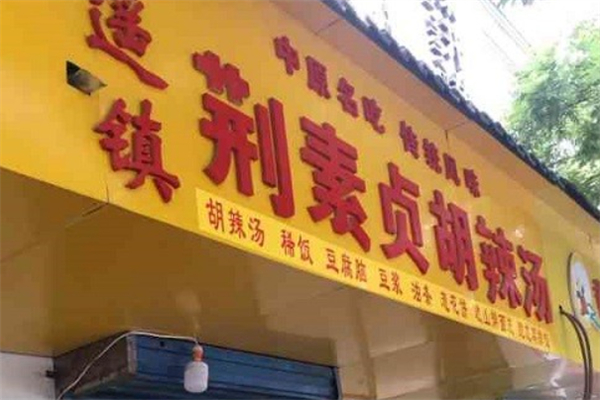 中原名吃 传统风味
遥镇
荆素贞胡辣汤
胡辣汤 稀饭 豆腐脑 豆浆 油条